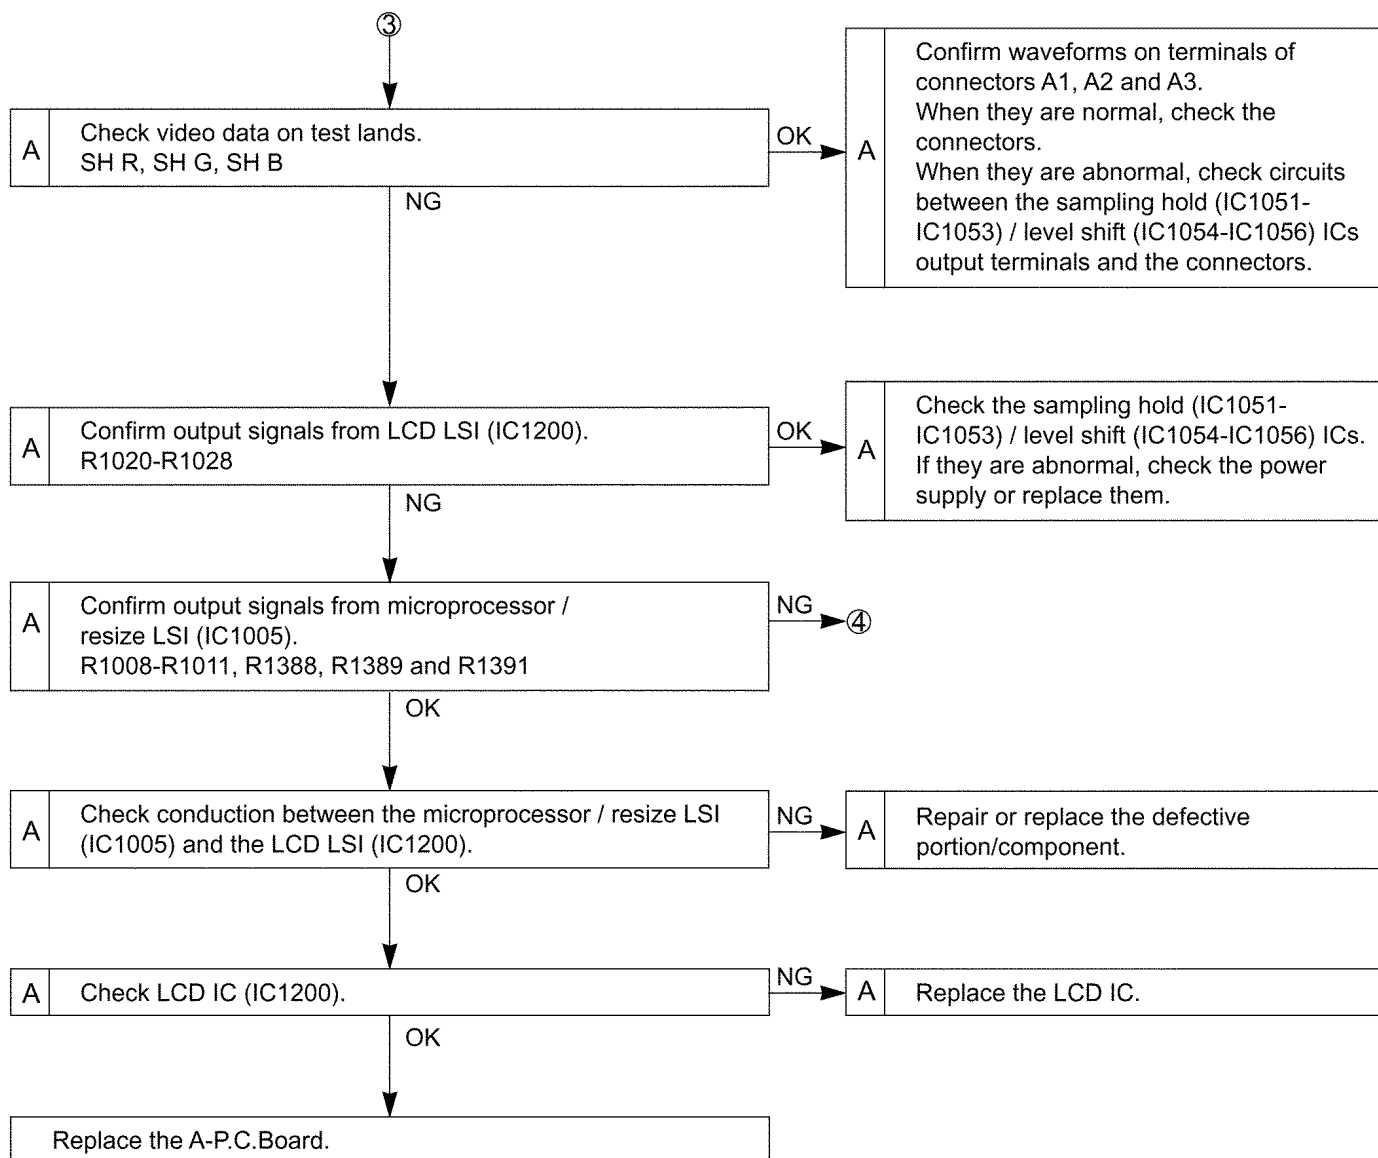 ③
A
Check video data on test lands.
SH R, SH G, SH B
OK
A
Confirm waveforms on terminals of
connectors A1, A2 and A3.
When they are normal, check the
connectors.
When they are abnormal, check circuits
between the sampling hold (IC1051-
IC1053) / level shift (IC1054-IC1056) ICs
output terminals and the connectors.
NG
A
Confirm output signals from LCD LSI (IC1200).
R1020-R1028
OK
A
Check the sampling hold (IC1051-
IC1053) / level shift (IC1054-IC1056) ICs.
If they are abnormal, check the power
supply or replace them.
NG
A
Confirm output signals from microprocessor /
resize LSI (IC1005).
R1008-R1011, R1388, R1389 and R1391
NG
④
OK
A
Check conduction between the microprocessor / resize LSI
(IC1005) and the LCD LSI (IC1200).
NG
A
Repair or replace the defective
portion/component.
OK
A
Check LCD IC (IC1200).
NG
A
Replace the LCD IC.
OK
Replace the A-P.C.Board.